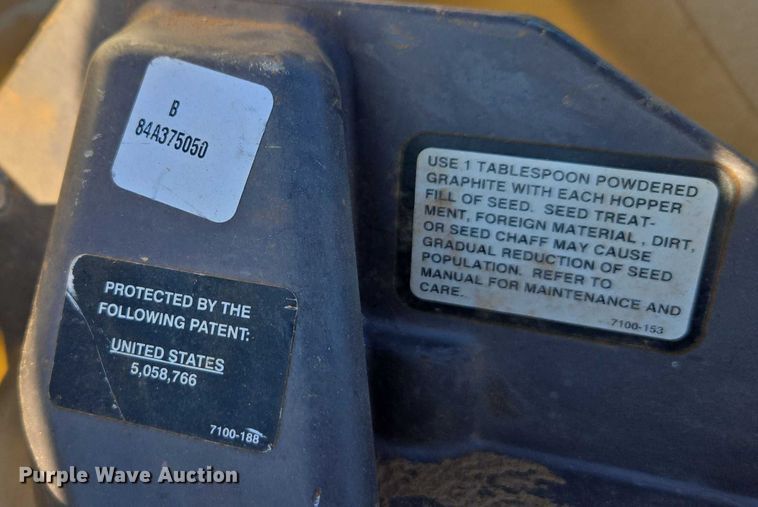 B
84A375050
USE 1 TABLESPOON POWDERED
GRAPHITE WITH EACH HOPPER
FILL OF SEED. SEED TREAT-
MENT, FOREIGN MATERIAL , DIRT,
OR SEED CHAFF MAY CAUSE
GRADUAL REDUCTION OF SEED
POPULATION. REFER TO
MANUAL FOR MAINTENANCE AND
CARE.
7100-153
PROTECTED BY THE
FOLLOWING PATENT:
UNITED STATES
5,058,766
7100-188
Purple Wave Auction